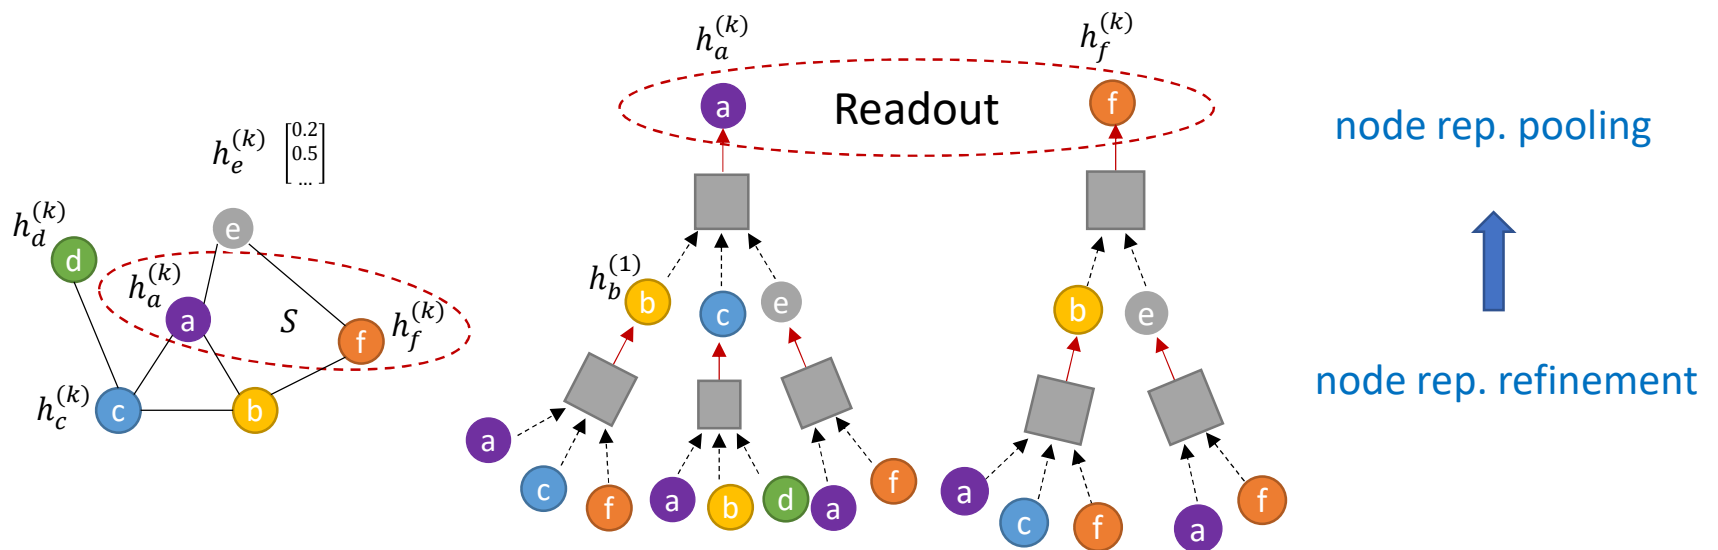 h_e^{(k)} [0.2 0.5 ...]
h_d^{(k)}
d
e
h_a^{(k)}
a
S
f
h_f^{(k)}
h_c^{(k)}
c
b
h_a^{(k)}
h_f^{(k)}
a
Readout
f
h_b^{(1)}
b
c
e
a
c
f
a
b
d
a
f
b
e
a
c
f
a
f
node rep. pooling
node rep. refinement